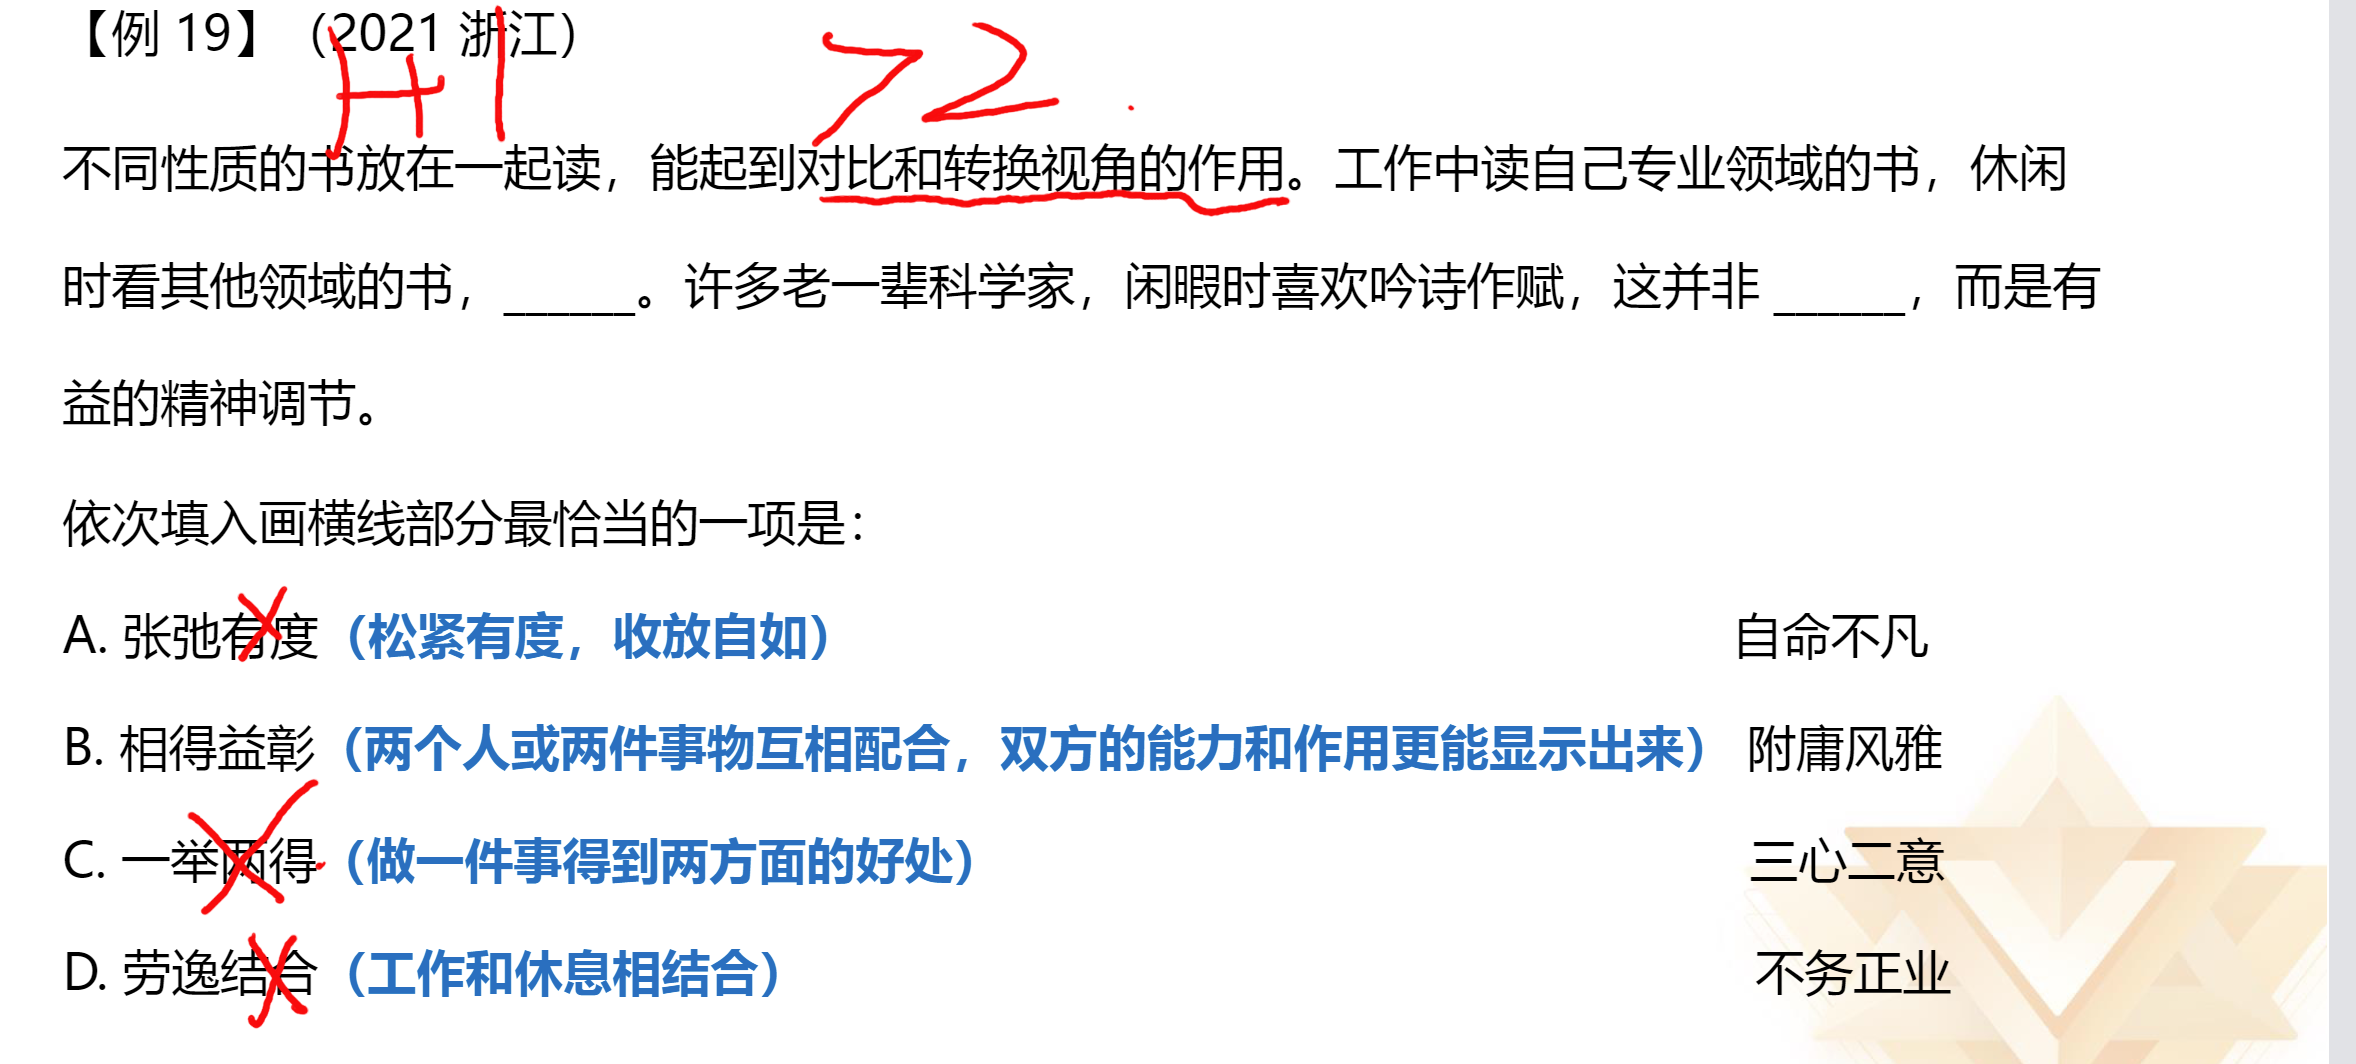 【例 19】（2021 浙江）
1+1 >2.
不同性质的书放在一起读，能起到对比和转换视角的作用。工作中读自己专业领域的书，休闲
时看其他领域的书，______。许多老一辈科学家，闲暇时喜欢吟诗作赋，这并非 ______，而是有
益的精神调节。
依次填入画横线部分最恰当的一项是：
A. 张弛有度（松紧有度，收放自如） 自命不凡
B. 相得益彰（两个人或两件事物互相配合，双方的能力和作用更能显示出来） 附庸风雅
C. 一举两得（做一件事得到两方面的好处） 三心二意
D. 劳逸结合（工作和休息相结合） 不务正业